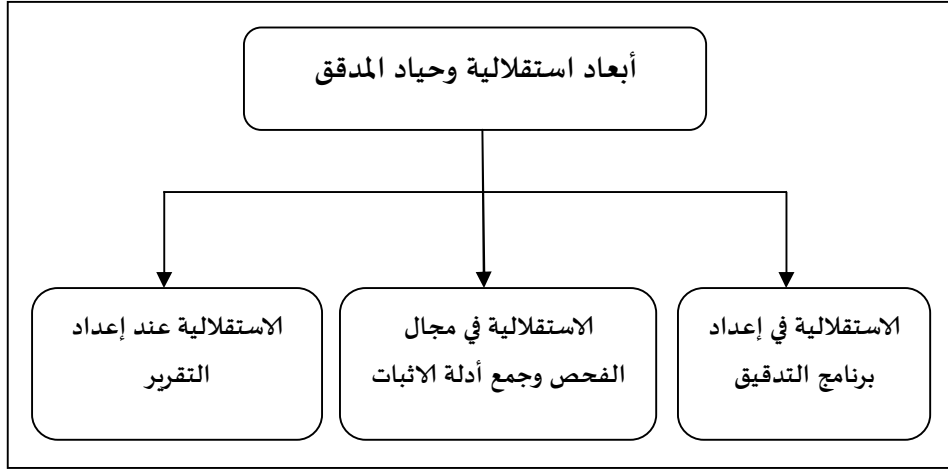 أبعاد استقلالية وحياد المدقق
الاستقلالية في إعداد
برنامج التدقيق
الاستقلالية في مجال
الفحص وجمع أدلة الاثبات
الاستقلالية عند إعداد
التقرير